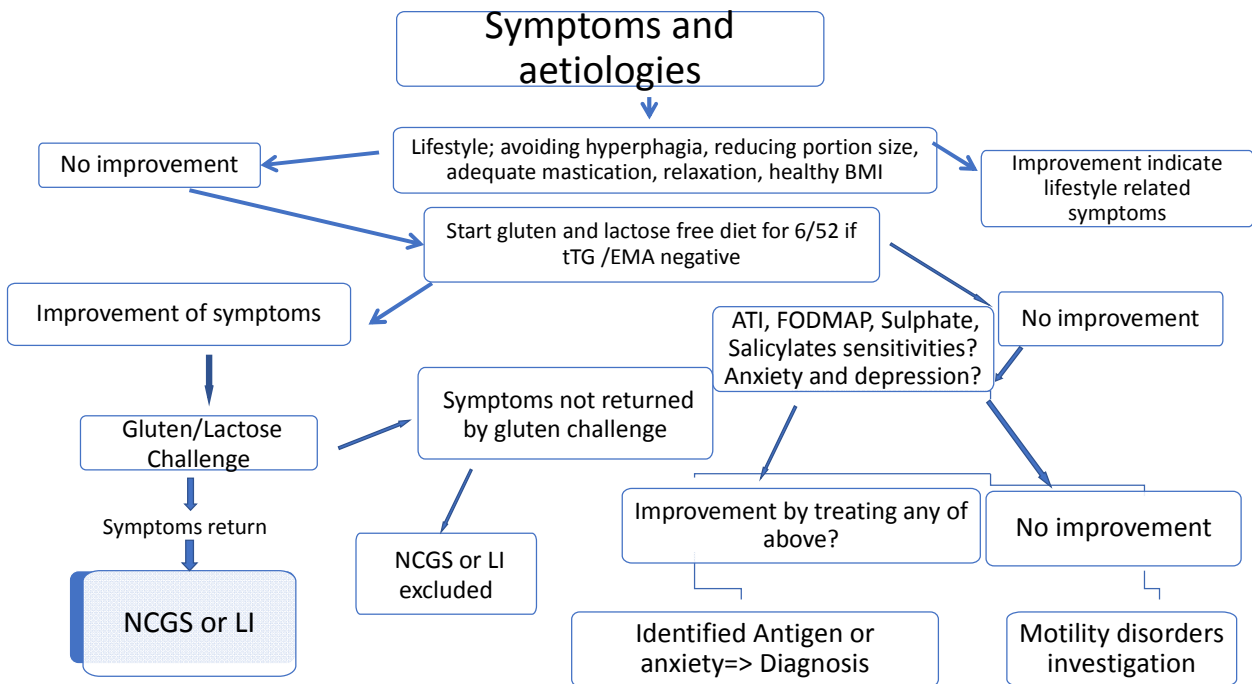 Symptoms and
aetiologies
No improvement
Lifestyle; avoiding hyperphagia, reducing portion size,
adequate mastication, relaxation, healthy BMI
Improvement indicate
lifestyle related
symptoms
Start gluten and lactose free diet for 6/52 if
tTG /EMA negative
Improvement of symptoms
ATI, FODMAP, Sulphate,
Salicylates sensitivities?
Anxiety and depression?
No improvement
Symptoms not returned
by gluten challenge
Gluten/Lactose
Challenge
Symptoms return
Improvement by treating any of
above?
No improvement
NCGS or LI
excluded
NCGS or LI
Identified Antigen or
anxiety=> Diagnosis
Motility disorders
investigation